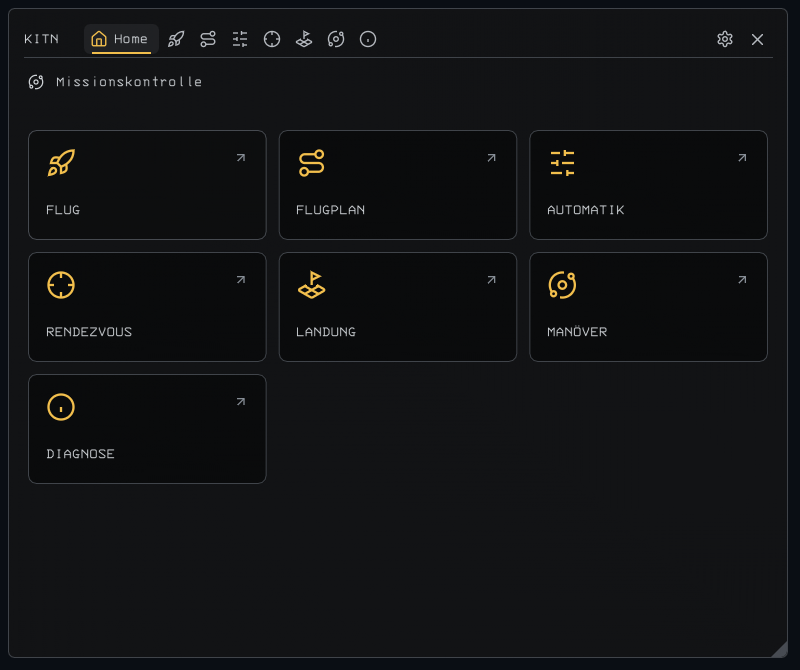 KITN Home
Missionskontrolle
FLUG FLUGPLAN AUTOMATIK
RENDEZVOUS LANDUNG MANÖVER
DIAGNOSE